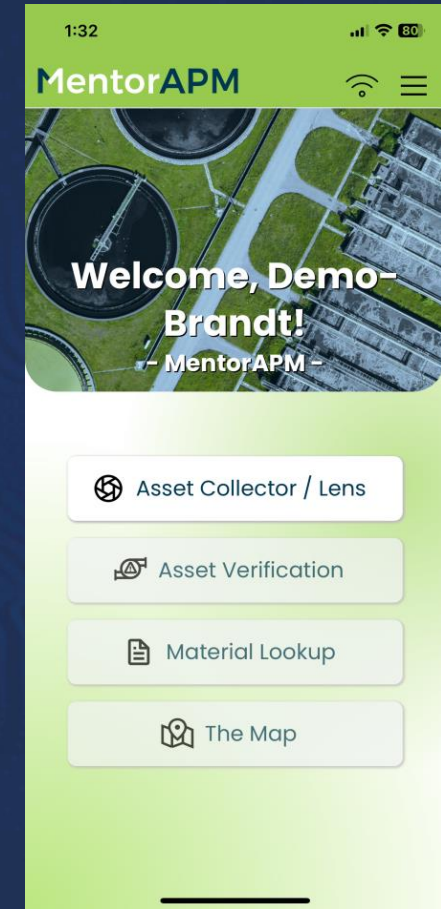 1:32
80
MentorAPM
Welcome, Demo-
Brandt!
- MentorAPM -
Asset Collector / Lens
Asset Verification
Material Lookup
The Map